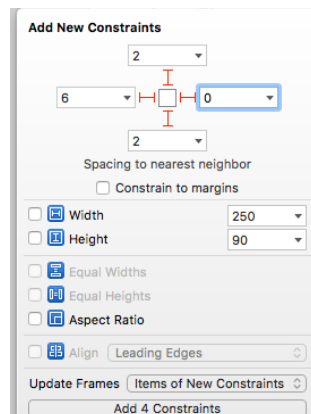 Add New Constraints
2
6 0
2
Spacing to nearest neighbor
Constrain to margins
Width 250
Height 90
Equal Widths
Equal Heights
Aspect Ratio
Align Leading Edges
Update Frames Items of New Constraints
Add 4 Constraints